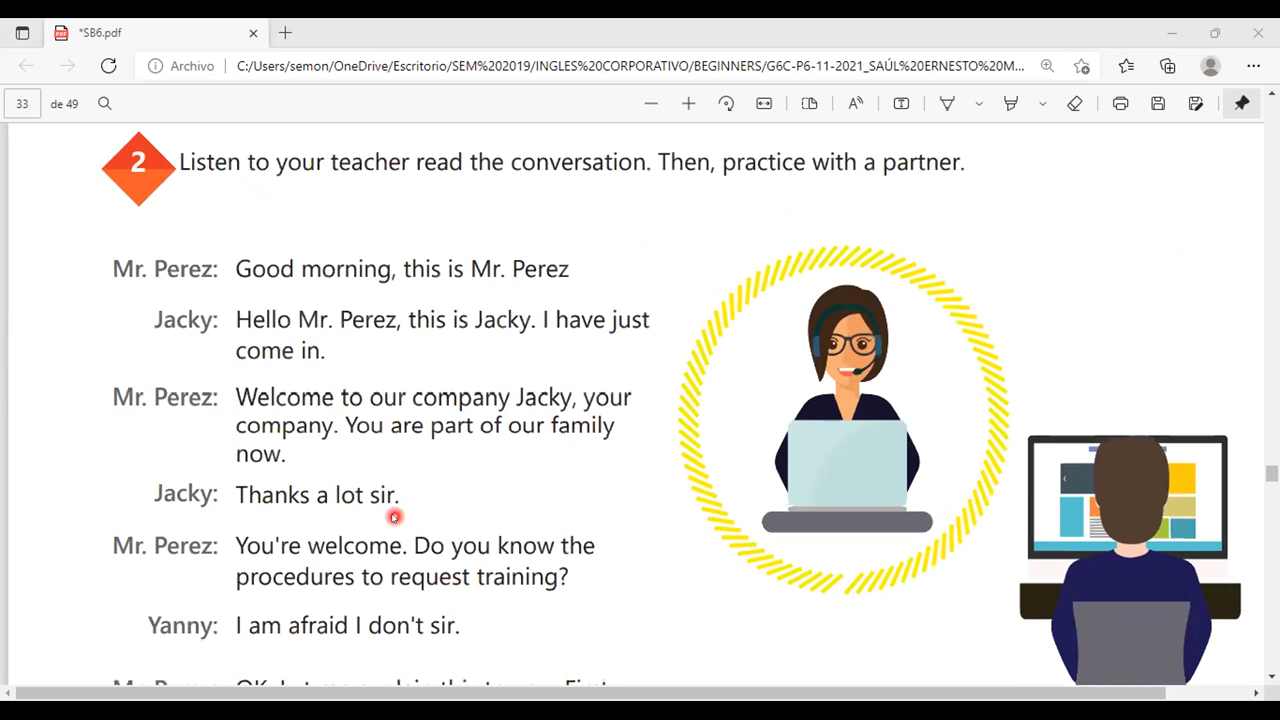 *SB6.pdf
Archivo C:/Users/semon/OneDrive/Escritorio/SEM%202019/INGLES%20CORPORATIVO/BEGINNERS/G6C-P6-11-2021_SAÚL%20ERNESTO%20M...
33 de 49
2 Listen to your teacher read the conversation. Then, practice with a partner.
Mr. Perez: Good morning, this is Mr. Perez
Jacky: Hello Mr. Perez, this is Jacky. I have just
come in.
Mr. Perez: Welcome to our company Jacky, your
company. You are part of our family
now.
Jacky: Thanks a lot sir.
Mr. Perez: You're welcome. Do you know the
procedures to request training?
Yanny: I am afraid I don't sir.